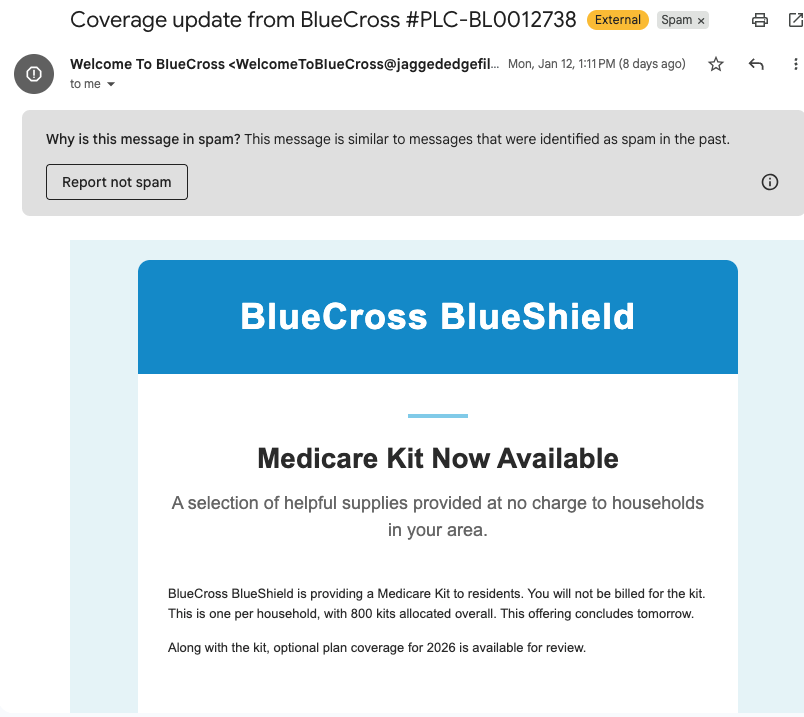 Coverage update from BlueCross #PLC-BL0012738 External Spam ×
Welcome To BlueCross <WelcomeToBlueCross@jaggededgefil... Mon, Jan 12, 1:11 PM (8 days ago)
to me
Why is this message in spam? This message is similar to messages that were identified as spam in the past.
Report not spam
BlueCross BlueShield
Medicare Kit Now Available
A selection of helpful supplies provided at no charge to households
in your area.
BlueCross BlueShield is providing a Medicare Kit to residents. You will not be billed for the kit.
This is one per household, with 800 kits allocated overall. This offering concludes tomorrow.
Along with the kit, optional plan coverage for 2026 is available for review.